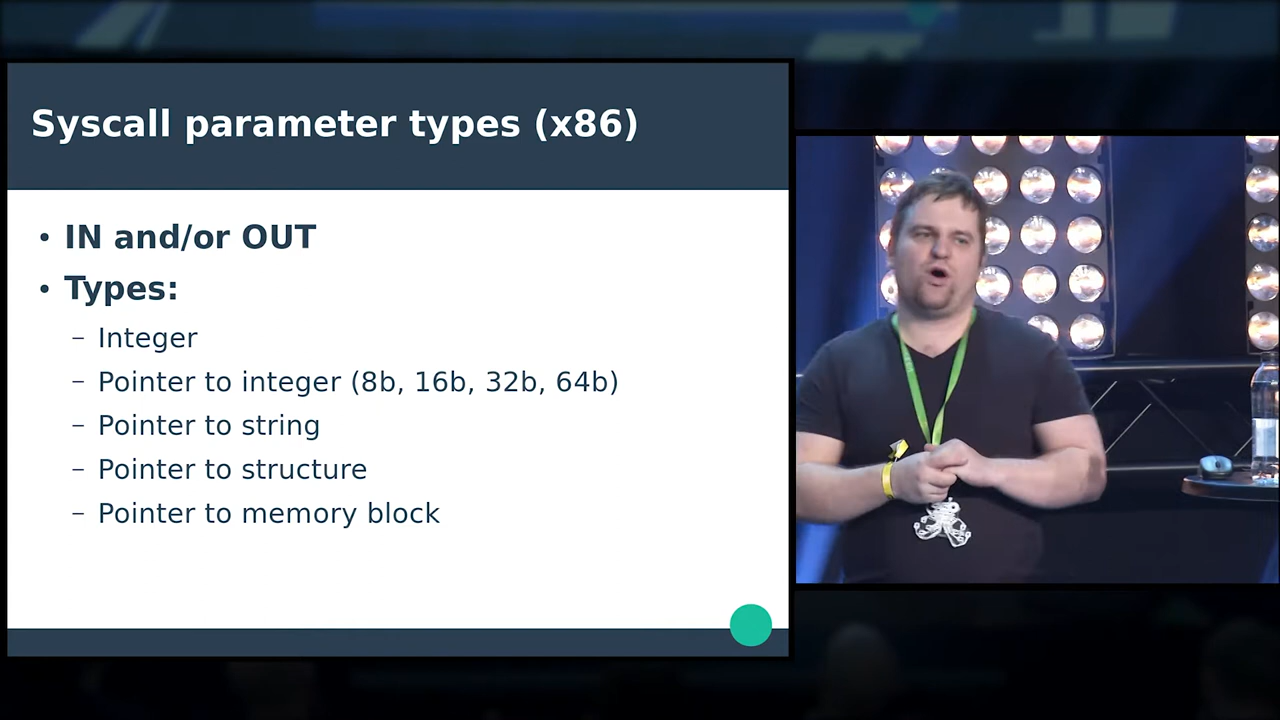 Syscall parameter types (x86)
• IN and/or OUT
• Types:
– Integer
– Pointer to integer (8b, 16b, 32b, 64b)
– Pointer to string
– Pointer to structure
– Pointer to memory block